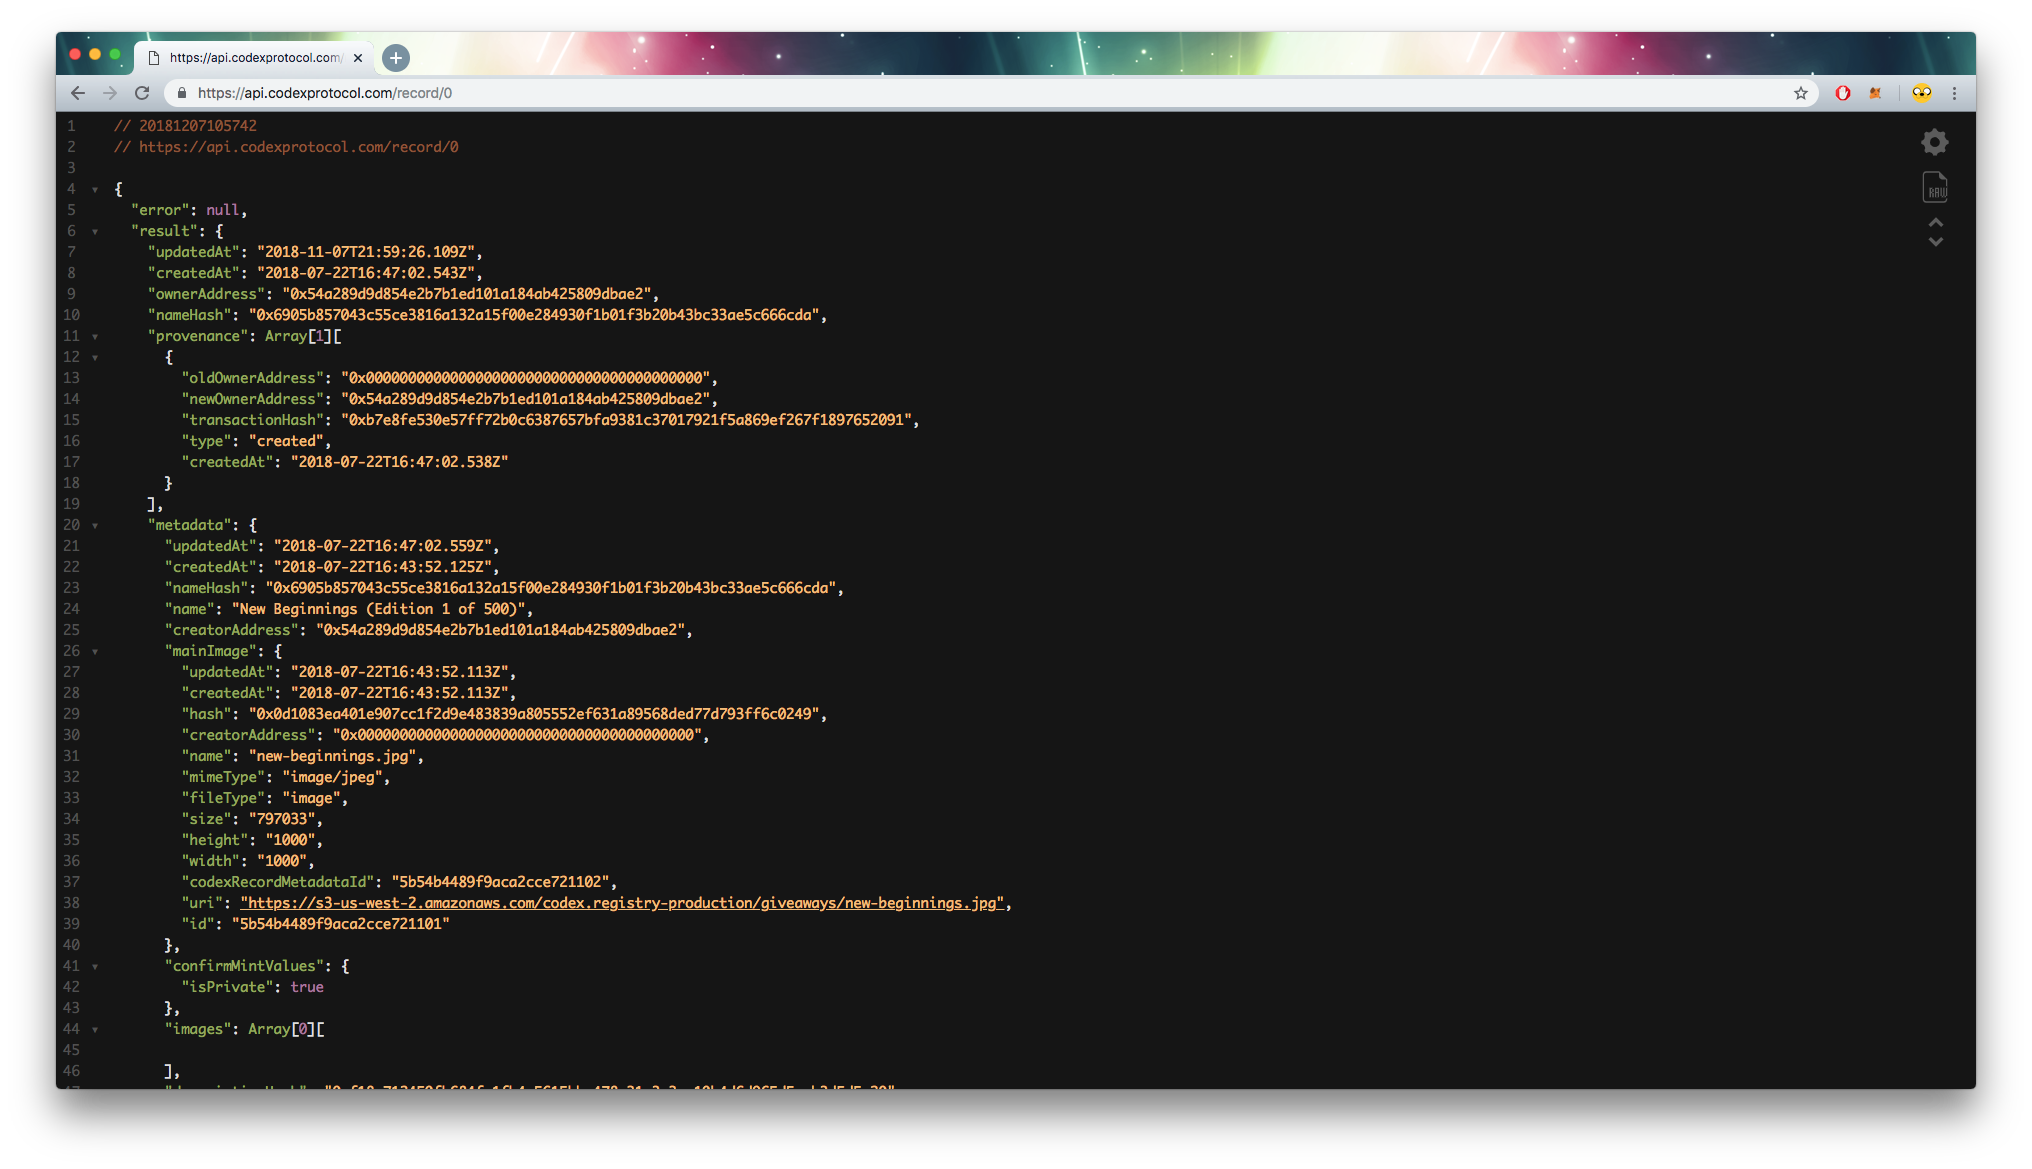 https://api.codexprotocol.com/
https://api.codexprotocol.com/record/0
1 // 20181207105742
2 // https://api.codexprotocol.com/record/0
3
4 {
5 "error": null,
6 "result": {
7 "updatedAt": "2018-11-07T21:59:26.109Z",
8 "createdAt": "2018-07-22T16:47:02.543Z",
9 "ownerAddress": "0x54a289d9d854e2b7b1ed101a184ab425809dbae2",
10 "nameHash": "0x6905b857043c55ce3816a132a15f00e284930f1b01f3b20b43bc33ae5c666cda",
11 "provenance": Array[1][
12 {
13 "oldOwnerAddress": "0x0000000000000000000000000000000000000000",
14 "newOwnerAddress": "0x54a289d9d854e2b7b1ed101a184ab425809dbae2",
15 "transactionHash": "0xb7e8fe530e57ff72b0c6387657bfa9381c37017921f5a869ef267f1897652091",
16 "type": "created",
17 "createdAt": "2018-07-22T16:47:02.538Z"
18 }
19 ],
20 "metadata": {
21 "updatedAt": "2018-07-22T16:47:02.559Z",
22 "createdAt": "2018-07-22T16:43:52.125Z",
23 "nameHash": "0x6905b857043c55ce3816a132a15f00e284930f1b01f3b20b43bc33ae5c666cda",
24 "name": "New Beginnings (Edition 1 of 500)",
25 "creatorAddress": "0x54a289d9d854e2b7b1ed101a184ab425809dbae2",
26 "mainImage": {
27 "updatedAt": "2018-07-22T16:43:52.113Z",
28 "createdAt": "2018-07-22T16:43:52.113Z",
29 "hash": "0x0d1083ea401e907cc1f2d9e483839a805552ef631a89568ded77d793ff6c0249",
30 "creatorAddress": "0x0000000000000000000000000000000000000000",
31 "name": "new-beginnings.jpg",
32 "mimeType": "image/jpeg",
33 "fileType": "image",
34 "size": "797033",
35 "height": "1000",
36 "width": "1000",
37 "codexRecordMetadataId": "5b54b4489f9aca2cce721102",
38 "uri": "https://s3-us-west-2.amazonaws.com/codex.registry-production/giveaways/new-beginnings.jpg",
39 "id": "5b54b4489f9aca2cce721101"
40 },
41 "confirmMintValues": {
42 "isPrivate": true
43 },
44 "images": Array[0][
45
46 ],
RAW